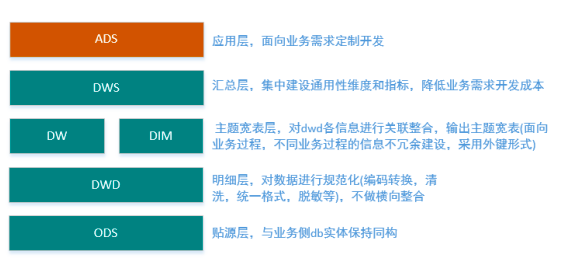 ADS
应用层，面向业务需求定制开发
DWS
汇总层，集中建设通用性维度和指标，降低业务需求开发成本
DW
DIM
主题宽表层，对dwd各信息进行关联整合，输出主题宽表(面向
业务过程，不同业务过程的信息不冗余建设，采用外键形式)
DWD
明细层，对数据进行规范化(编码转换，清
洗，统一格式，脱敏等)，不做横向整合
ODS
贴源层，与业务侧db实体保持同构